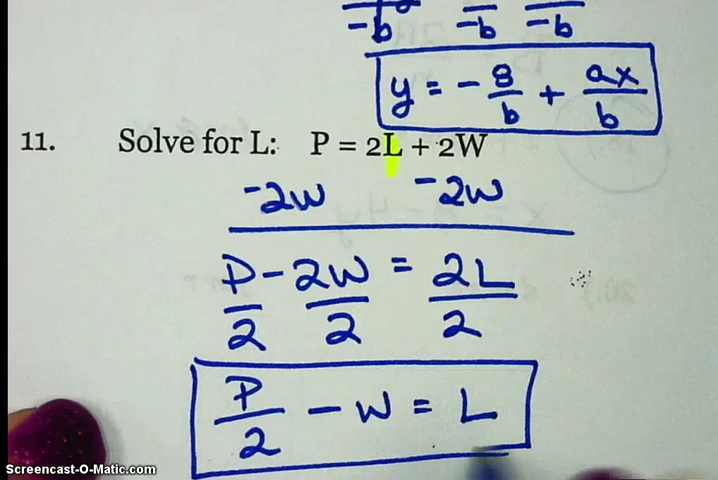 -b -b -b
y = - 8/b + ax/b
11. Solve for L: P = 2L + 2W
-2W -2W
P/2 - 2W/2 = 2L/2
P/2 - W = L
Screencast-O-Matic.com